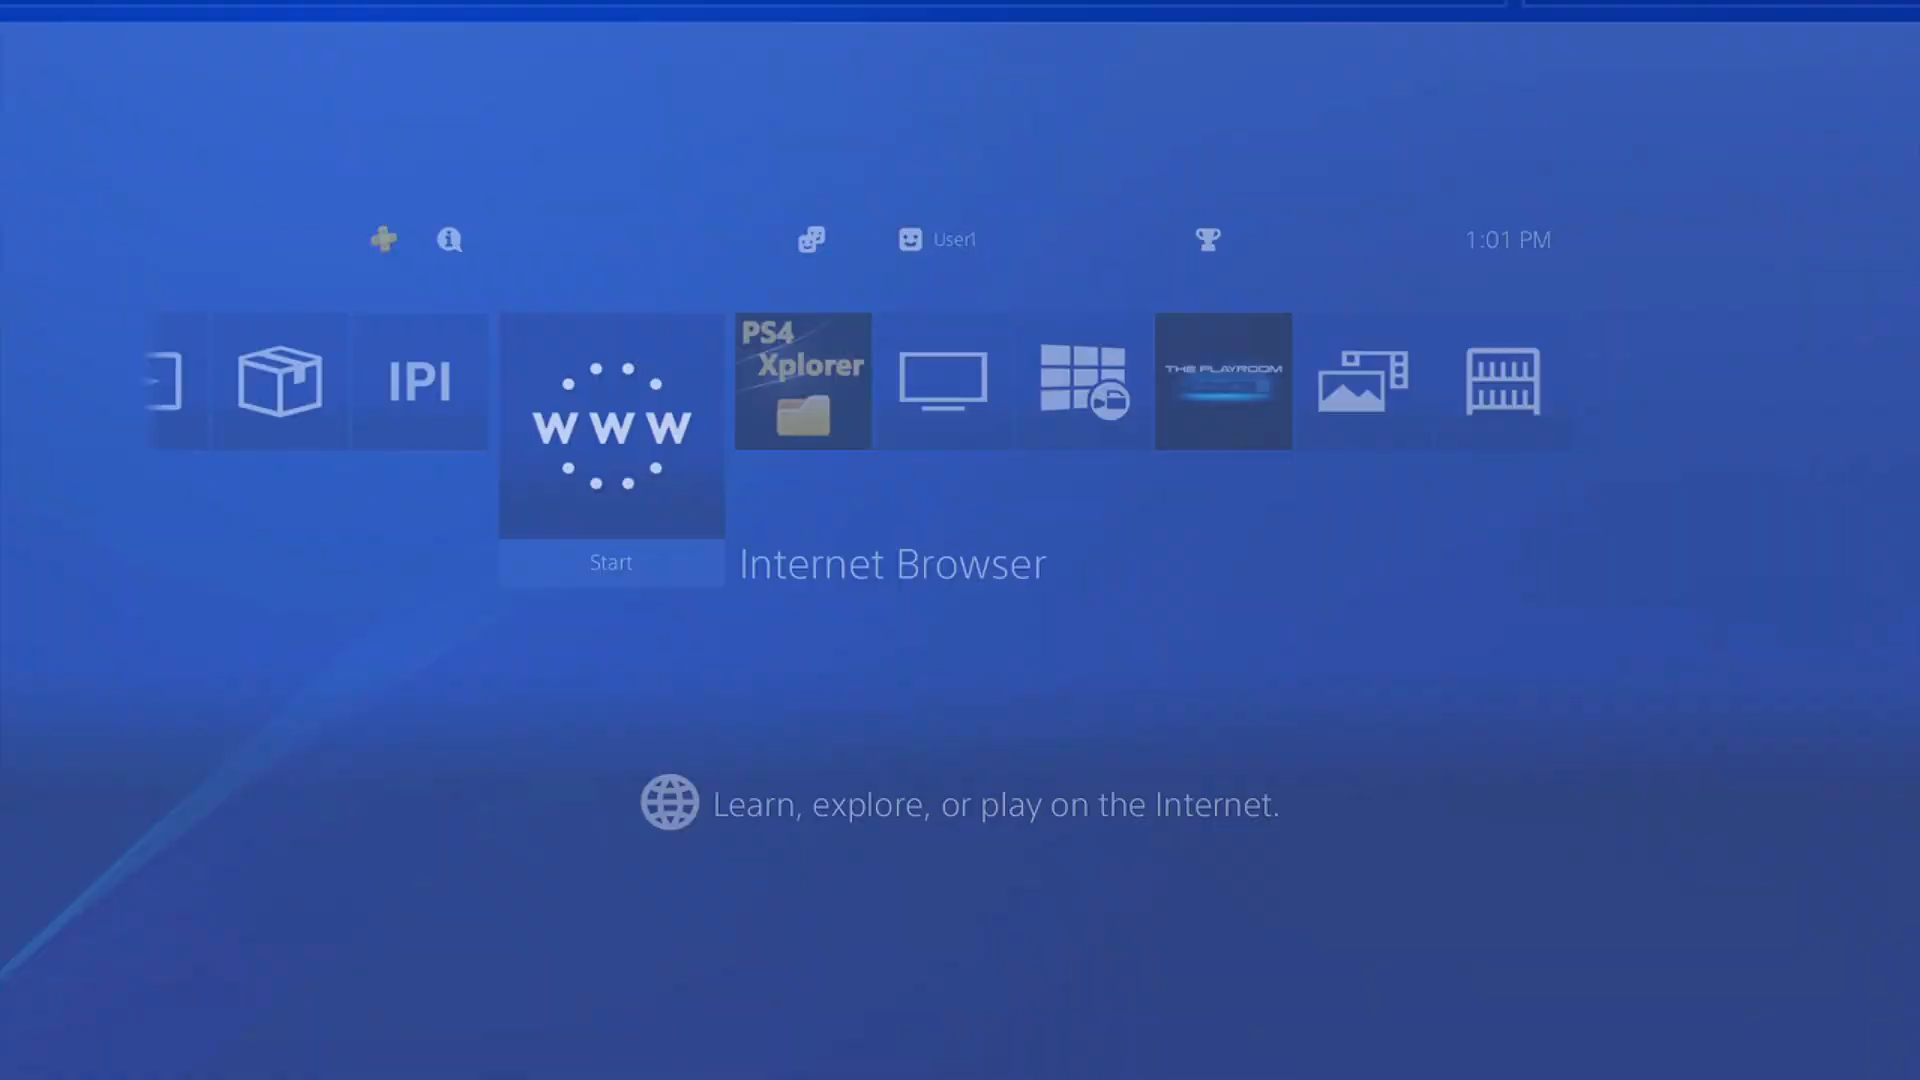 User1
1:01 PM
IPI
WWW
PS4
Xplorer
THE PLAYROOM
Start
Internet Browser
Learn, explore, or play on the Internet.